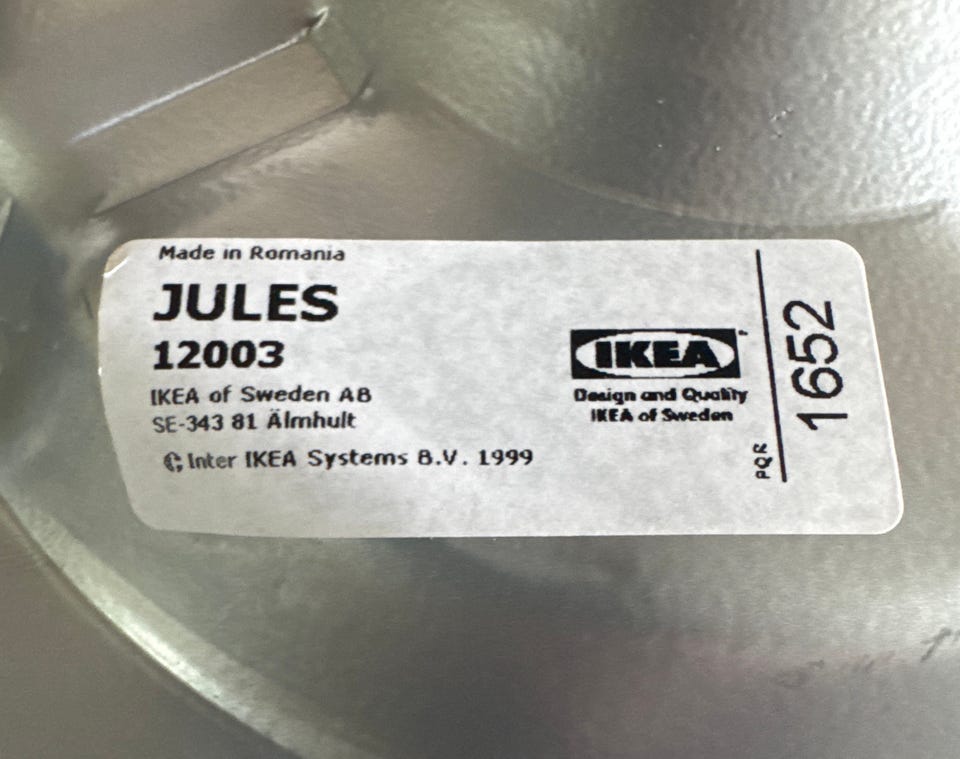 Made in Romania
JULES
12003
IKEA of Sweden AB
SE-343 81 Älmhult
© Inter IKEA Systems B.V. 1999
IKEA
Design and Quality
IKEA of Sweden
PQR
1652